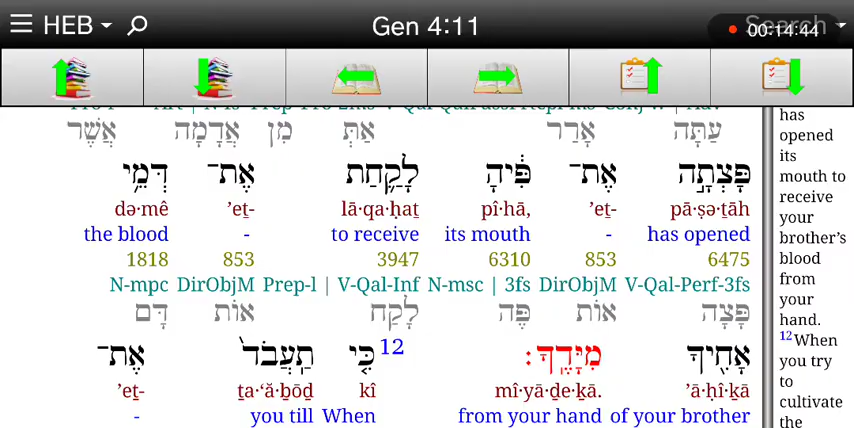 HEB
Gen 4:11
Search
00:14:44
עַתָּה אָרַר אַתְּ מִן אֲדָמָה אֲשֶׁר
פָּצְתָ֣ה אֶת־ פִּ֔יהָ לָקַ֛חַת אֶת־ דְּמֵ֥י
pā·ṣə·ṯāh ’eṯ- pî·hā, lā·qa·ḥaṯ ’eṯ- də·mê
has opened - its mouth to receive - the blood
6475 853 6310 3947 853 1818
N-mpc DirObjM Prep-l | V-Qal-Inf N-msc | 3fs DirObjM V-Qal-Perf-3fs
פָּצָה אוֹת פֶּה לָקַח אוֹת דָּם
אָחִ֖יךָ מִיָּדֶֽךָ׃ 12 כִּ֤י תַֽעֲבֹד֙ אֶת־
’ā·ḥî·ḵā mî·yā·ḏe·ḵā. kî ṯa·‘ă·ḇōḏ ’eṯ-
of your brother from your hand When you till -
has
opened
its
mouth to
receive
your
brother’s
blood
from
your
hand.
12When
you try
to
cultivate
the